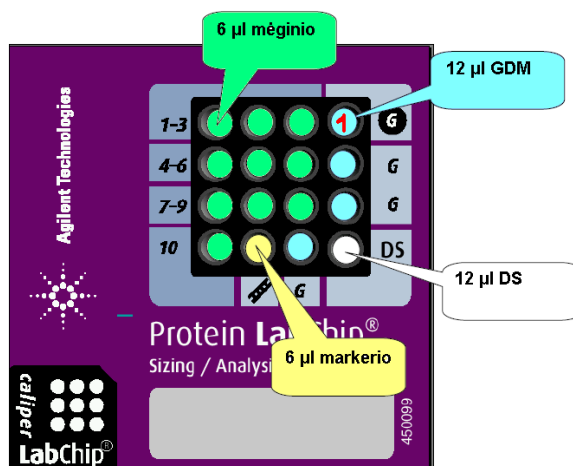 6 µl mėginio
12 µl GDM
1-3
1
G
4-6
G
7-9
G
10
DS
G
12 µl DS
Agilent Technologies
Protein LabChip®
Sizing / Analysis
6 µl markerio
caliper
LabChip®
450099